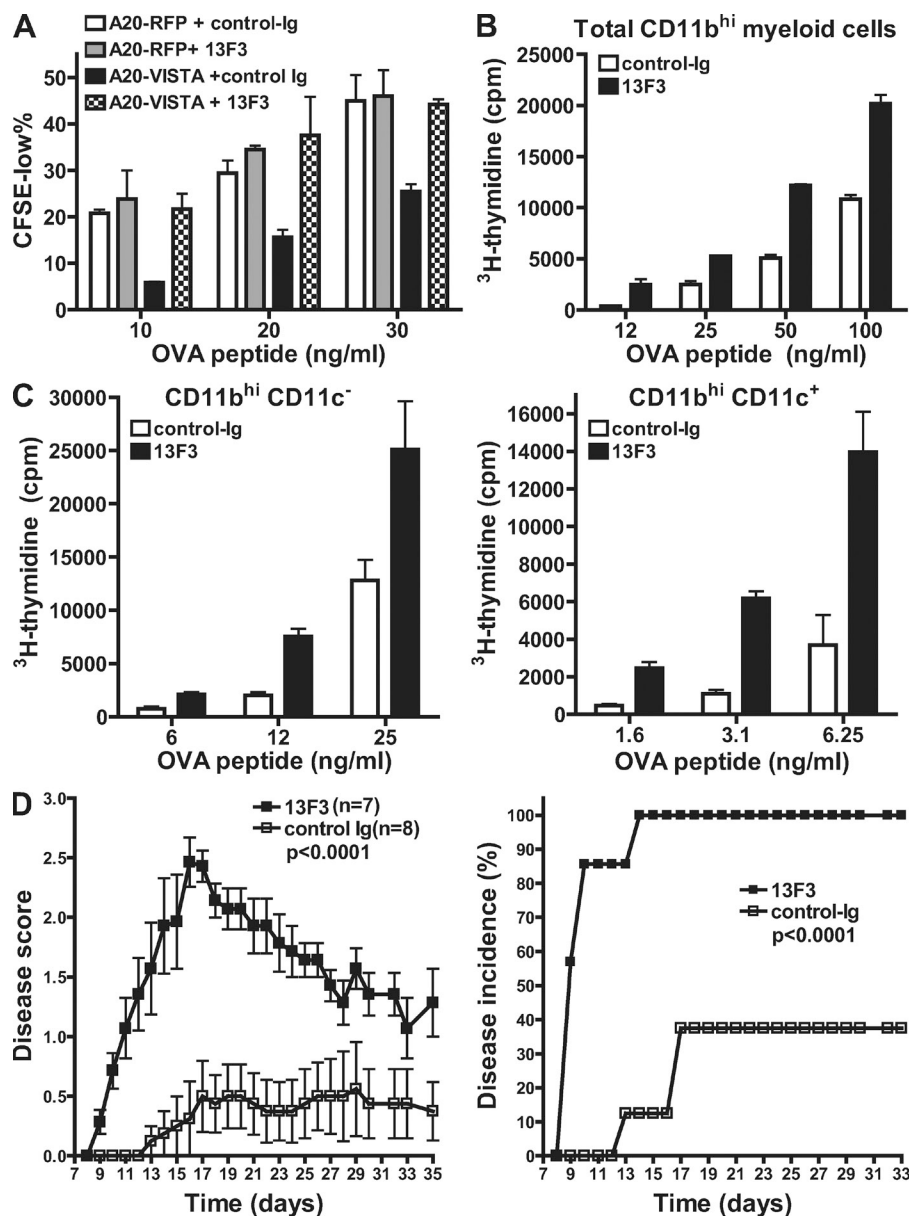 A
A20-RFP + control-Ig
A20-RFP+ 13F3
A20-VISTA +control Ig
A20-VISTA + 13F3
CFSE-low%
50
40
30
20
10
0
10 20 30
OVA peptide (ng/ml)
B
Total CD11bhi myeloid cells
control-Ig
13F3
3H-thymidine (cpm)
25000
20000
15000
10000
5000
0
12 25 50 100
OVA peptide (ng/ml)
C
CD11bhi CD11c-
control-Ig
13F3
3H-thymidine (cpm)
30000
25000
20000
15000
10000
5000
0
6 12 25
OVA peptide (ng/ml)
CD11bhi CD11c+
control-Ig
13F3
3H-thymidine (cpm)
16000
14000
12000
10000
8000
6000
4000
2000
0
1.6 3.1 6.25
OVA peptide (ng/ml)
D
13F3 (n=7)
control Ig(n=8)
p<0.0001
Disease score
3.0
2.5
2.0
1.5
1.0
0.5
0.0
7 9 11 13 15 17 19 21 23 25 27 29 31 33 35
Time (days)
13F3
control-Ig
p<0.0001
Disease incidence (%)
100
90
80
70
60
50
40
30
20
10
0
7 9 11 13 15 17 19 21 23 25 27 29 31 33
Time (days)